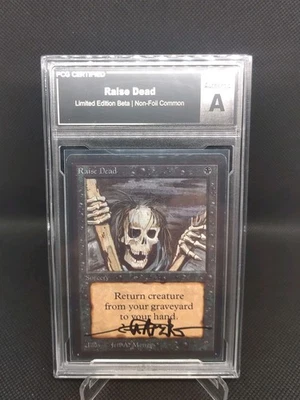 PCG CERTIFIED
Raise Dead
Limited Edition Beta | Non-Foil Common
A
Raise Dead
Sorcery
Return creature
from your graveyard
to your hand.